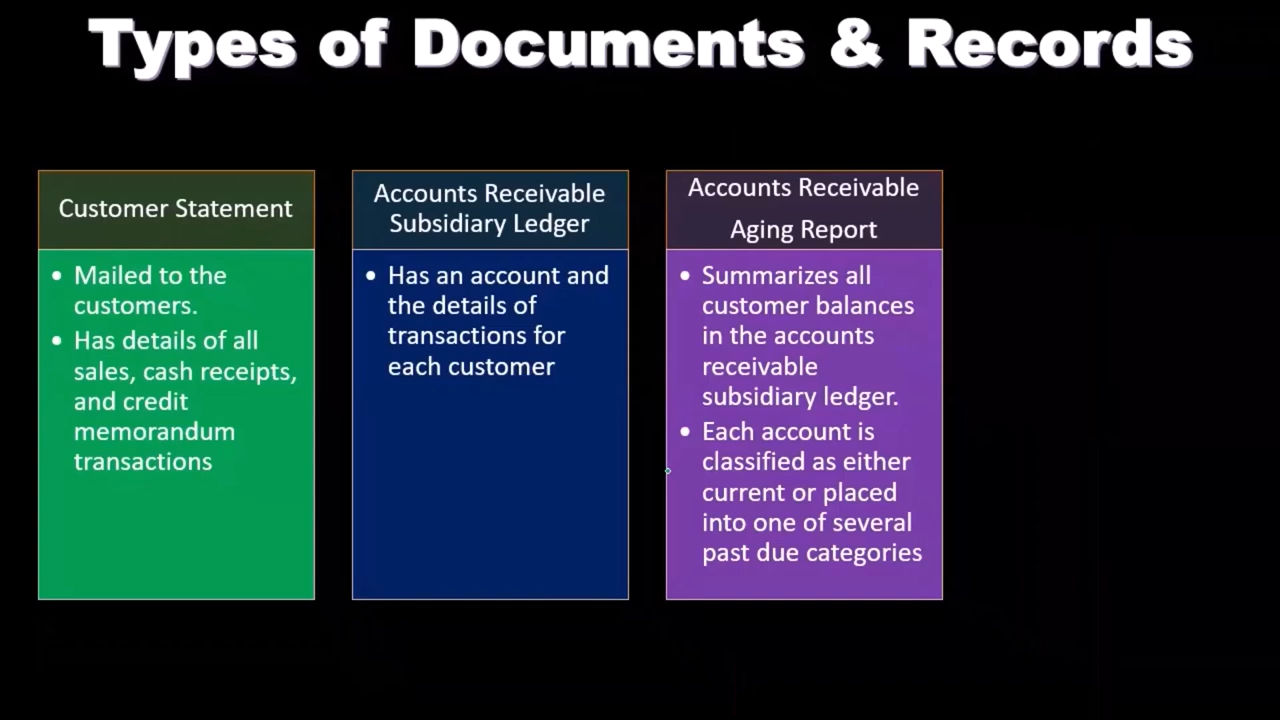 Types of Documents & Records
Customer Statement
• Mailed to the
customers.
• Has details of all
sales, cash receipts,
and credit
memorandum
transactions
Accounts Receivable
Subsidiary Ledger
• Has an account and
the details of
transactions for
each customer
Accounts Receivable
Aging Report
• Summarizes all
customer balances
in the accounts
receivable
subsidiary ledger.
• Each account is
classified as either
current or placed
into one of several
past due categories